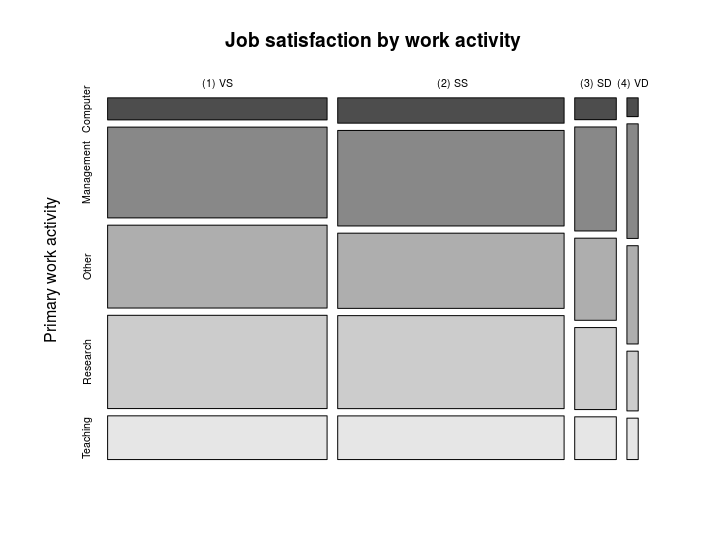 Job satisfaction by work activity
(1) VS (2) SS (3) SD (4) VD
Primary work activity
Computer
Management
Other
Research
Teaching